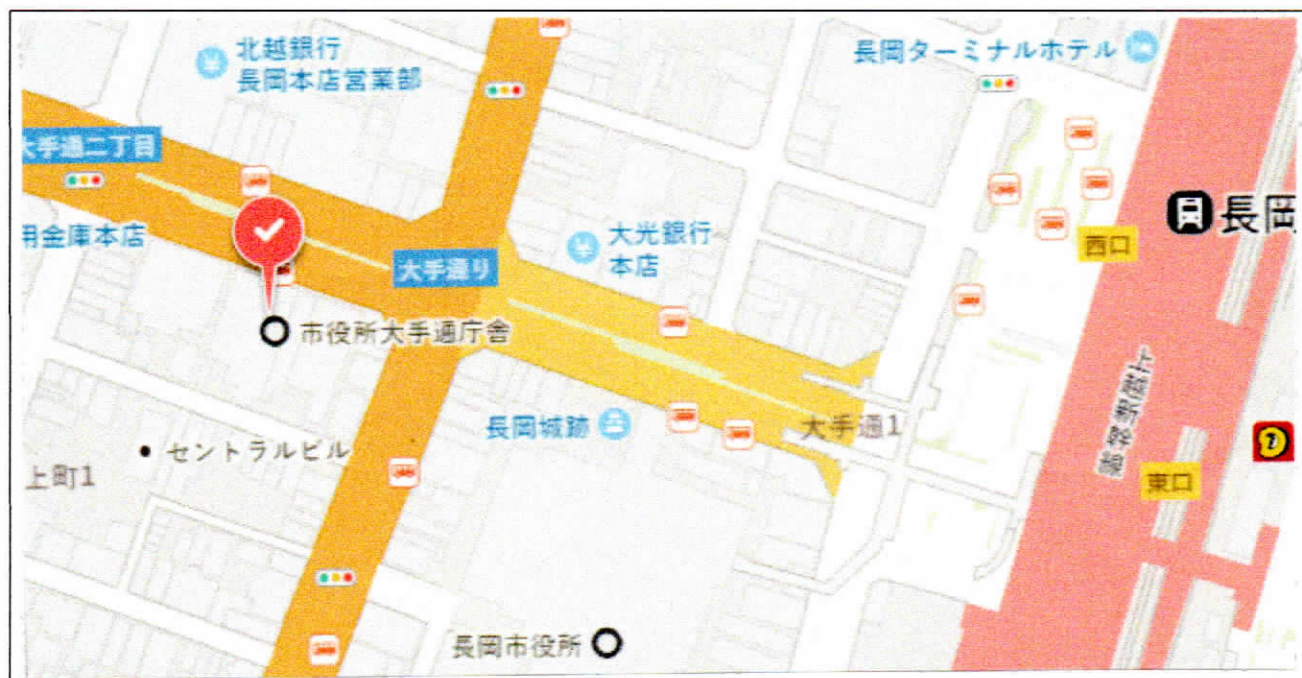 北越銀行
長岡本店営業部
長岡ターミナルホテル
大手通二丁目
長岡
用金庫本店
大光銀行
本店
西口
大手通り
市役所大手通庁舎
長岡城跡
大手通1
セントラルビル
上町1
東口
上越新幹線
長岡市役所